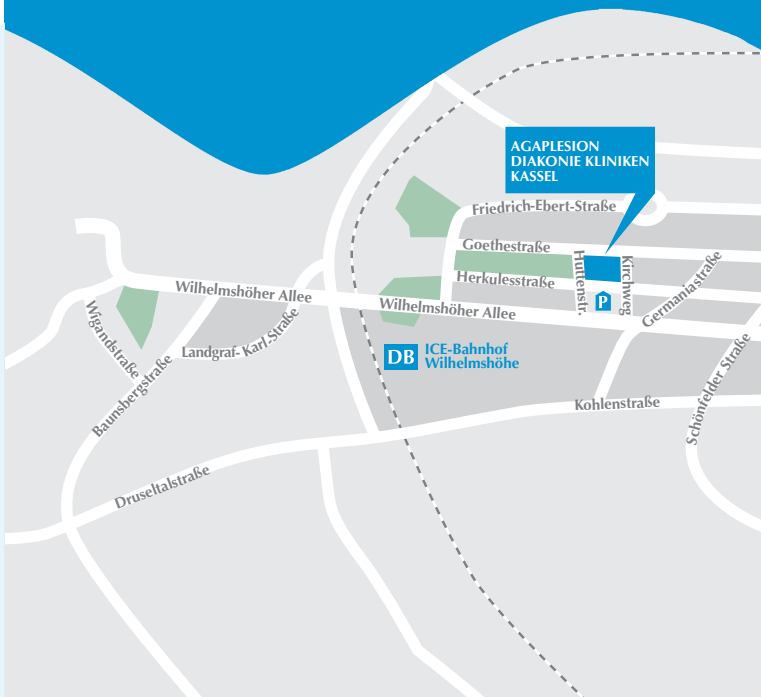 AGAPLESION
DIAKONIE KLINIKEN
KASSEL
Friedrich-Ebert-Straße
Goethestraße
Herkulesstraße
Huttenstr.
Kirchweg
Germaniastraße
P
Wilhelmshöher Allee
Wilhelmshöher Allee
Wigandstraße
Landgraf-Karl-Straße
Baunsbergstraße
DB
ICE-Bahnhof
Wilhelmshöhe
Kohlenstraße
Schönfelder Straße
Druseltalstraße